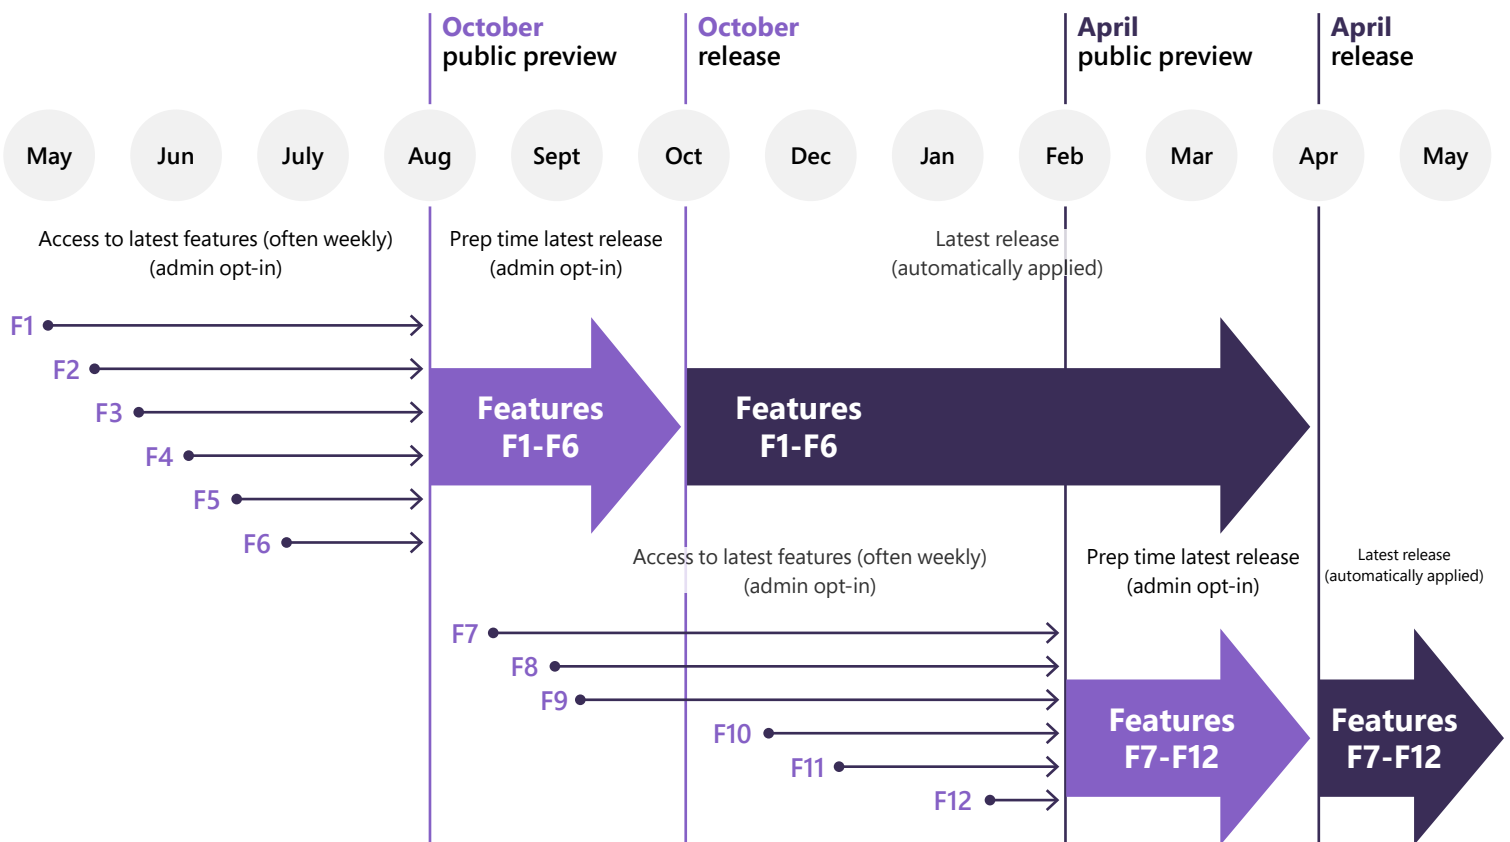 October
public preview
October
release
April
public preview
April
release
May
Jun
July
Aug
Sept
Oct
Dec
Jan
Feb
Mar
Apr
May
Access to latest features (often weekly)
(admin opt-in)
Prep time latest release
(admin opt-in)
Latest release
(automatically applied)
F1
F2
F3
F4
F5
F6
Features
F1-F6
Features
F1-F6
Access to latest features (often weekly)
(admin opt-in)
Prep time latest release
(admin opt-in)
Latest release
(automatically applied)
F7
F8
F9
F10
F11
F12
Features
F7-F12
Features
F7-F12